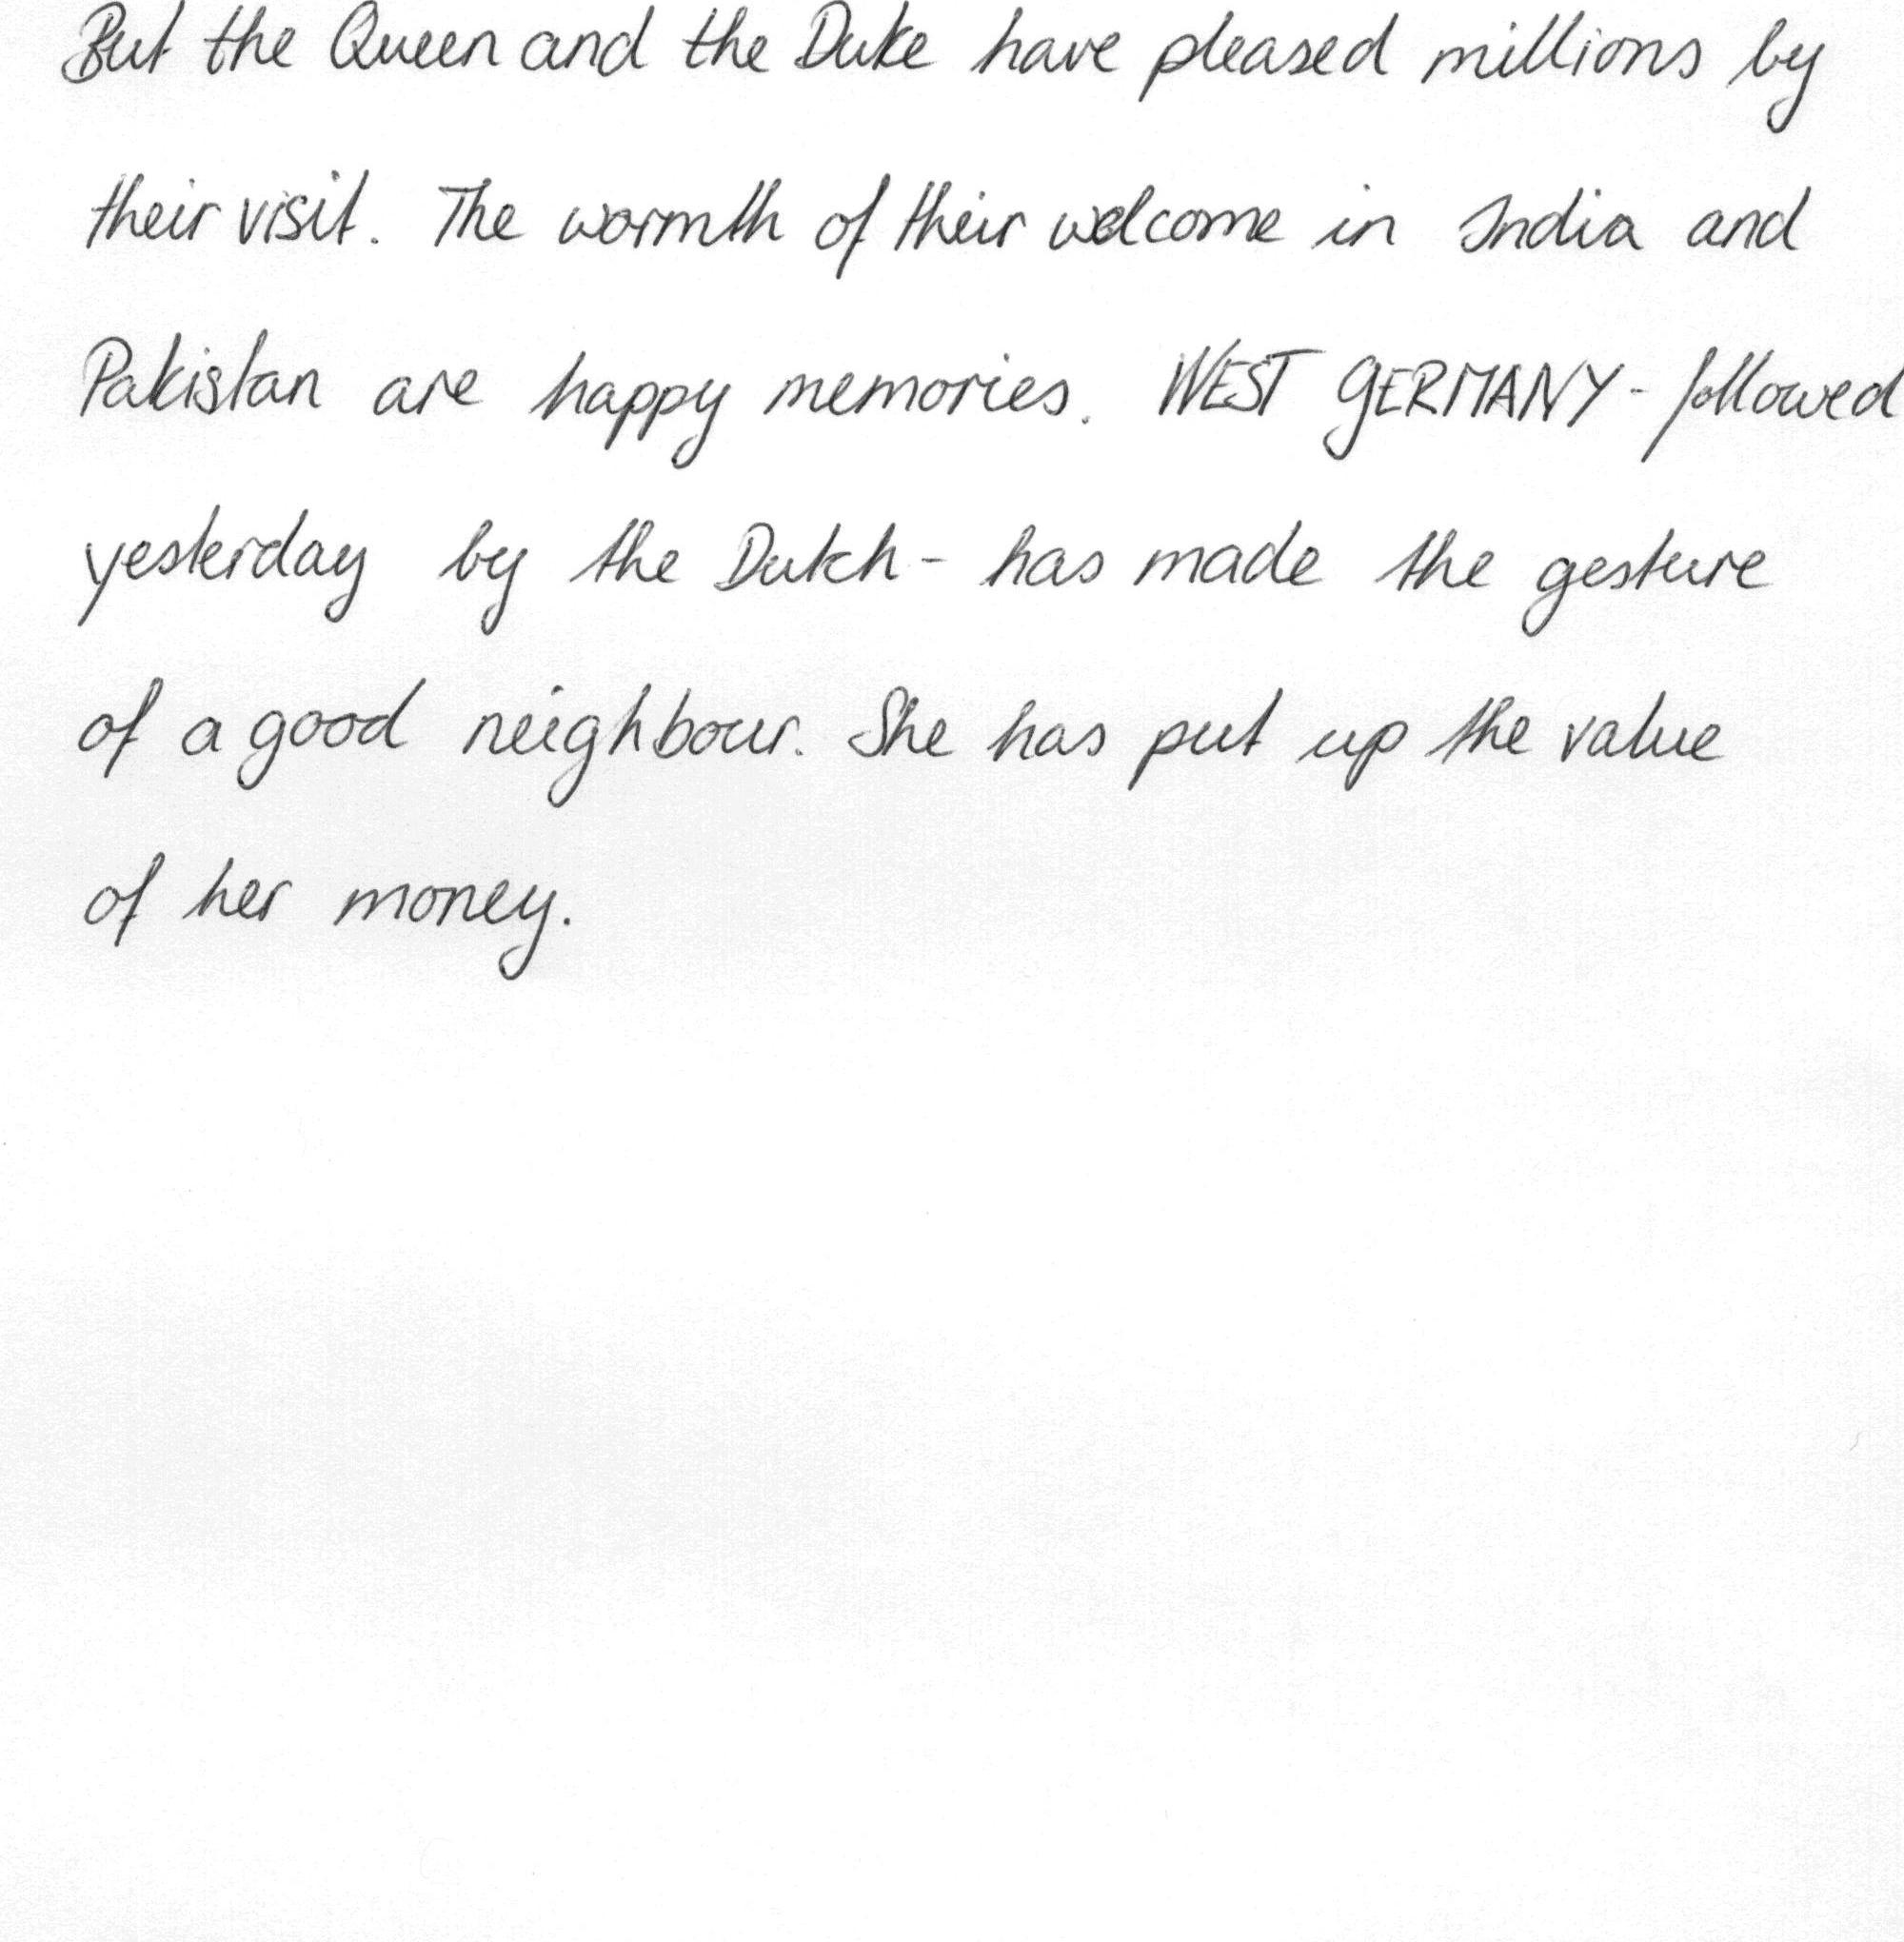 But the Queen and the Duke have pleased millions by
their visit. The warmth of their welcome in India and
Pakistan are happy memories. WEST GERMANY - followed
yesterday by the Dutch - has made the gesture
of a good neighbour. She has put up the value
of her money.